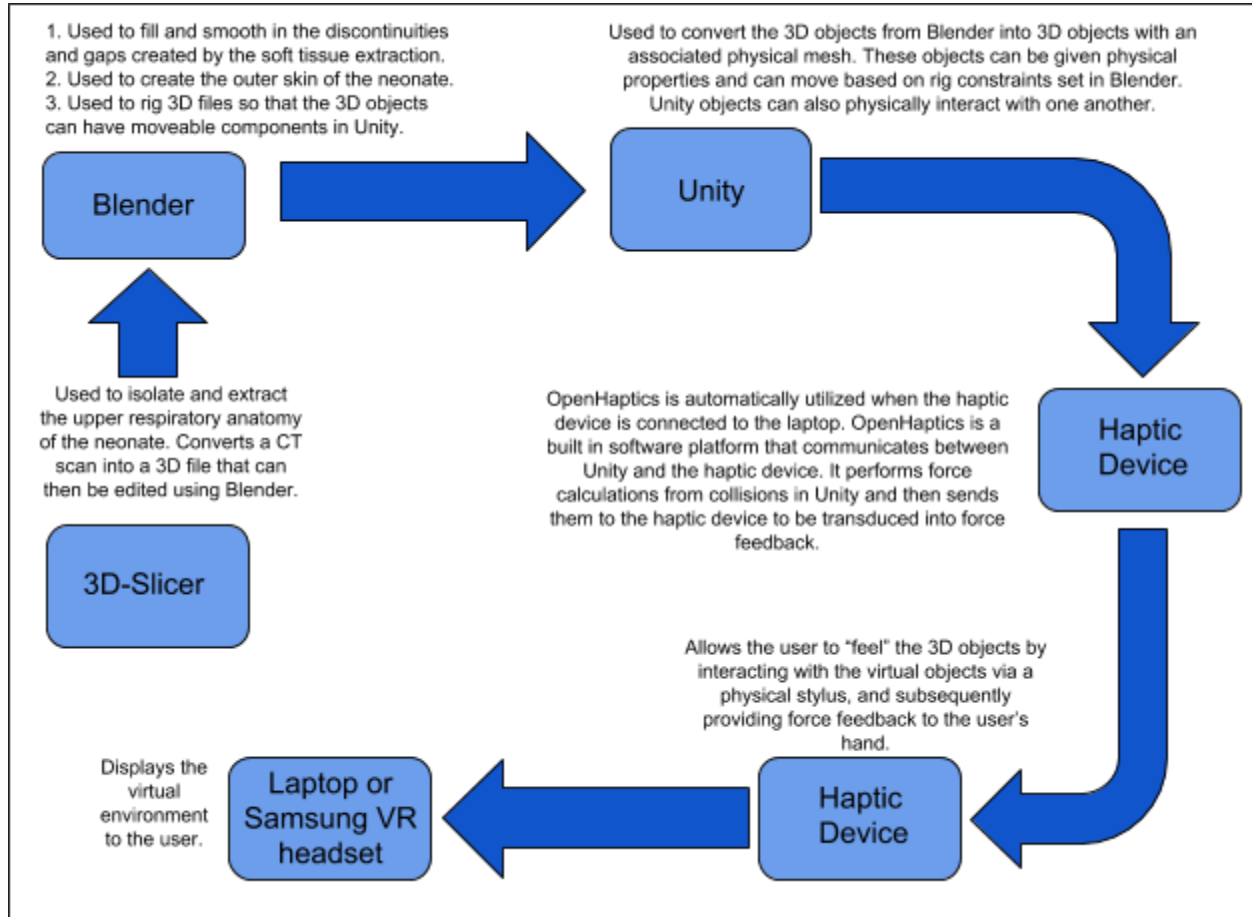 1. Used to fill and smooth in the discontinuities
and gaps created by the soft tissue extraction.
2. Used to create the outer skin of the neonate.
3. Used to rig 3D files so that the 3D objects
can have moveable components in Unity.
Blender
Used to convert the 3D objects from Blender into 3D objects with an
associated physical mesh. These objects can be given physical
properties and can move based on rig constraints set in Blender.
Unity objects can also physically interact with one another.
Unity
Used to isolate and extract
the upper respiratory anatomy
of the neonate. Converts a CT
scan into a 3D file that can
then be edited using Blender.
3D-Slicer
OpenHaptics is automatically utilized when the haptic
device is connected to the laptop. OpenHaptics is a
built in software platform that communicates between
Unity and the haptic device. It performs force
calculations from collisions in Unity and then sends
them to the haptic device to be transduced into force
feedback.
Haptic
Device
Allows the user to “feel” the 3D objects by
interacting with the virtual objects via a
physical stylus, and subsequently
providing force feedback to the user’s
hand.
Haptic
Device
Laptop or
Samsung VR
headset
Displays the
virtual
environment
to the user.